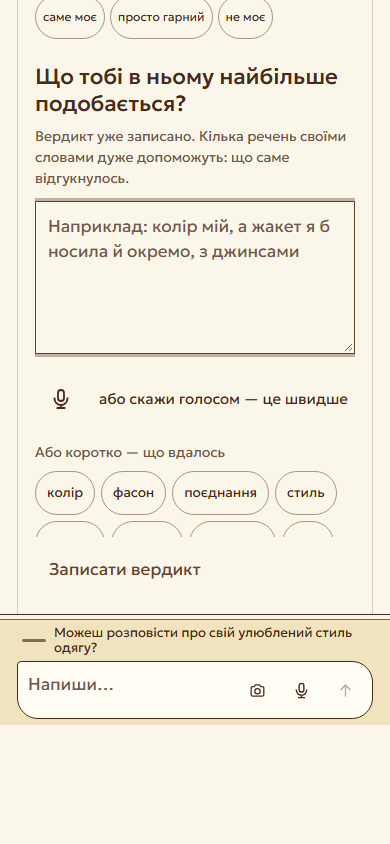 саме моє
просто гарний
не моє
Що тобі в ньому найбільше
подобається?
Вердикт уже записано. Кілька речень своїми
словами дуже допоможуть: що саме
відгукнулось.
Наприклад: колір мій, а жакет я б
носила й окремо, з джинсами
або скажи голосом — це швидше
Або коротко — що вдалось
колір
фасон
поєднання
стиль
Записати вердикт
Можеш розповісти про свій улюблений стиль
одягу?
Напиши...